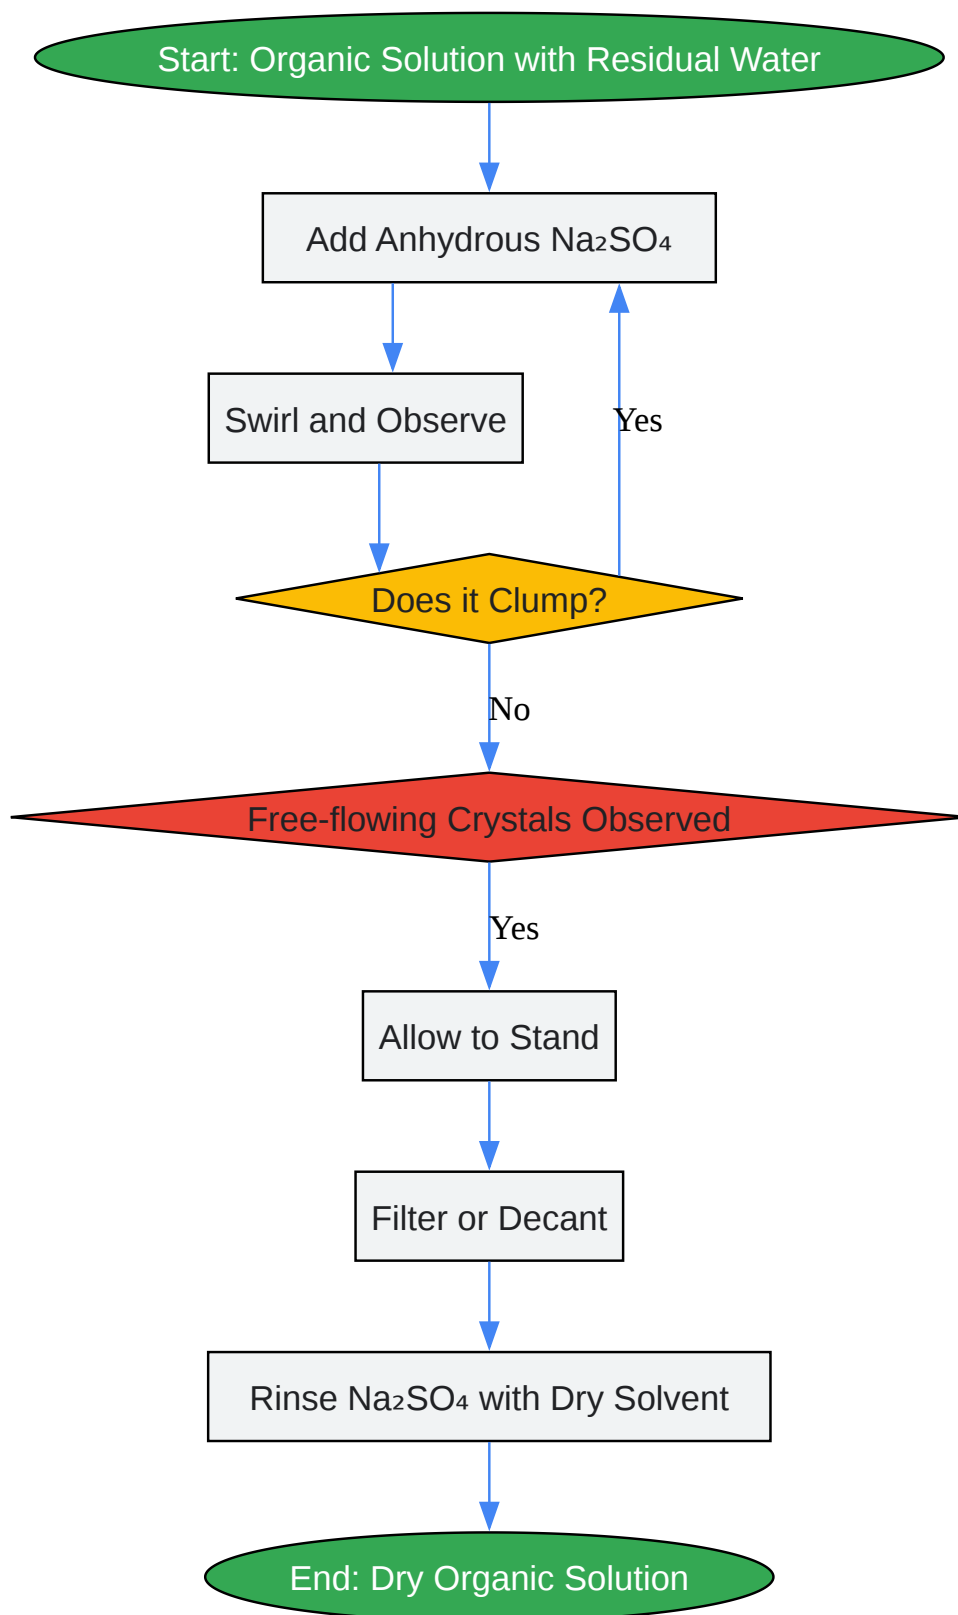 Start: Organic Solution with Residual Water
Add Anhydrous Na₂SO₄
Swirl and Observe
Yes
Does it Clump?
No
Free-flowing Crystals Observed
Yes
Allow to Stand
Filter or Decant
Rinse Na₂SO₄ with Dry Solvent
End: Dry Organic Solution